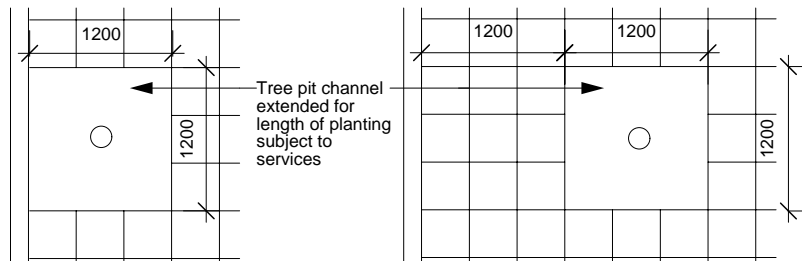 1200
1200 1200
Tree pit channel
extended for
length of planting
subject to
services
1200
1200